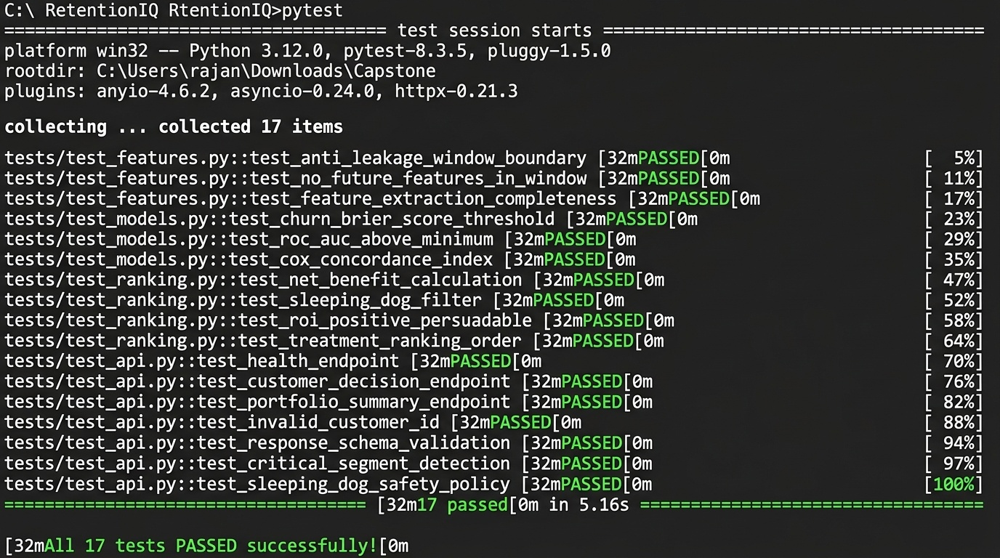 C:\ RetentionIQ RtentionIQ>pytest
===================================== test session starts =====================================
platform win32 -- Python 3.12.0, pytest-8.3.5, pluggy-1.5.0
rootdir: C:\Users\rajan\Downloads\Capstone
plugins: anyio-4.6.2, asyncio-0.24.0, httpx-0.21.3
collecting ... collected 17 items
tests/test_features.py::test_anti_leakage_window_boundary [32mPASSED[0m [  5%]
tests/test_features.py::test_no_future_features_in_window [32mPASSED[0m [ 11%]
tests/test_features.py::test_feature_extraction_completeness [32mPASSED[0m [ 17%]
tests/test_models.py::test_churn_brier_score_threshold [32mPASSED[0m [ 23%]
tests/test_models.py::test_roc_auc_above_minimum [32mPASSED[0m [ 29%]
tests/test_models.py::test_cox_concordance_index [32mPASSED[0m [ 35%]
tests/test_ranking.py::test_net_benefit_calculation [32mPASSED[0m [ 47%]
tests/test_ranking.py::test_sleeping_dog_filter [32mPASSED[0m [ 52%]
tests/test_ranking.py::test_roi_positive_persuadable [32mPASSED[0m [ 58%]
tests/test_ranking.py::test_treatment_ranking_order [32mPASSED[0m [ 64%]
tests/test_api.py::test_health_endpoint [32mPASSED[0m [ 70%]
tests/test_api.py::test_customer_decision_endpoint [32mPASSED[0m [ 76%]
tests/test_api.py::test_portfolio_summary_endpoint [32mPASSED[0m [ 82%]
tests/test_api.py::test_invalid_customer_id [32mPASSED[0m [ 88%]
tests/test_api.py::test_response_schema_validation [32mPASSED[0m [ 94%]
tests/test_api.py::test_critical_segment_detection [32mPASSED[0m [ 97%]
tests/test_api.py::test_sleeping_dog_safety_policy [32mPASSED[0m [100%]
=================================== [32m17 passed[0m in 5.16s =================================
[32mAll 17 tests PASSED successfully![0m